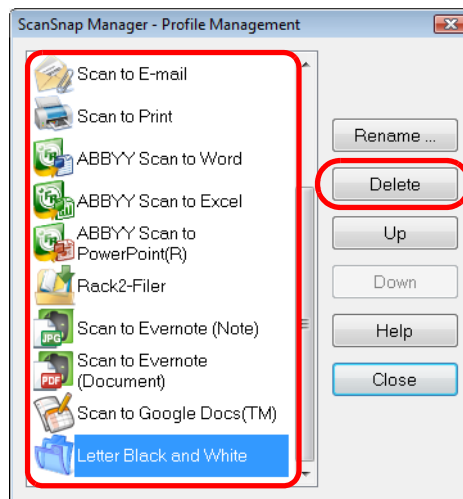 ScanSnap Manager - Profile Management
Scan to E-mail
Scan to Print
ABBYY Scan to Word
ABBYY Scan to Excel
ABBYY Scan to
PowerPoint(R)
Rack2-Filer
JPG
Scan to Evernote (Note)
PDF
Scan to Evernote
(Document)
Scan to Google Docs(TM)
Letter Black and White
Rename ...
Delete
Up
Down
Help
Close